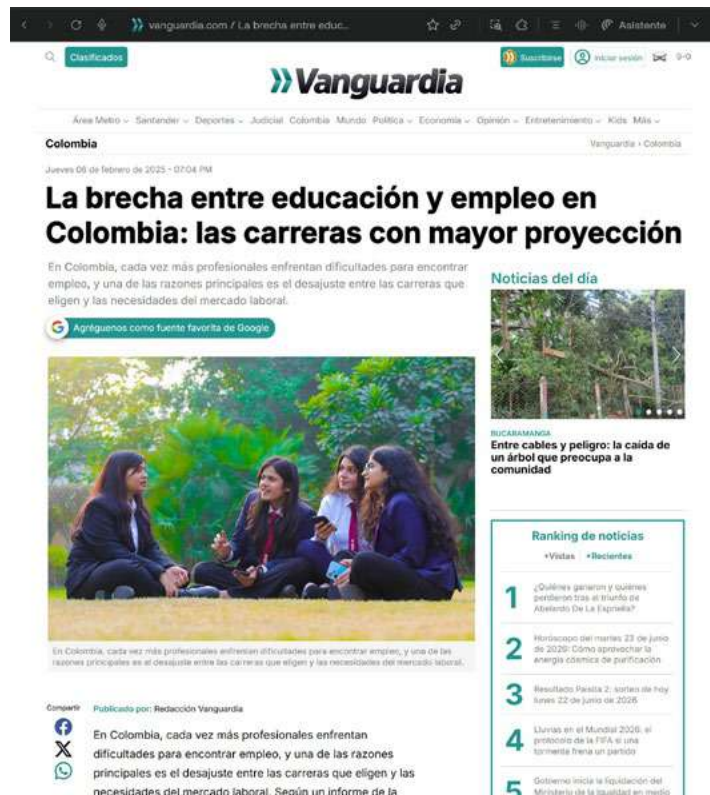 vanguardia.com / La brecha entre educ...
Asistente
Clasificados
Suscribirse
Iniciar sesión
Vanguardia
Área Metro
Santander
Deportes
Judicial
Colombia
Mundo
Política
Economía
Opinión
Entretenimiento
Kids
Más
Colombia
Vanguardia › Colombia
Jueves 06 de febrero de 2025 - 07:04 PM
La brecha entre educación y empleo en
Colombia: las carreras con mayor proyección
En Colombia, cada vez más profesionales enfrentan dificultades para encontrar
empleo, y una de las razones principales es el desajuste entre las carreras que
eligen y las necesidades del mercado laboral.
Agréguenos como fuente favorita de Google
Noticias del día
BUCARAMANGA
Entre cables y peligro: la caída de
un árbol que preocupa a la
comunidad
Ranking de noticias
+Vistas
+Recientes
1
¿Quiénes ganaron y quiénes
perdieron tras el triunfo de
Abelardo De La Espriella?
2
Horóscopo del martes 23 de junio
de 2026: Cómo aprovechar la
energía cósmica de purificación
3
Resultado Paisita 2: sorteo de hoy
lunes 22 de junio de 2026
4
Lluvias en el Mundial 2026: el
protocolo de la FIFA si una
tormenta frena un partido
5
Gobierno inicia la liquidación del
Ministerio de la Igualdad en medio
En Colombia, cada vez más profesionales enfrentan dificultades para encontrar empleo, y una de las
razones principales es el desajuste entre las carreras que eligen y las necesidades del mercado laboral.
Compartir
Publicado por: Redacción Vanguardia
En Colombia, cada vez más profesionales enfrentan
dificultades para encontrar empleo, y una de las razones
principales es el desajuste entre las carreras que eligen y las
necesidades del mercado laboral. Según un informe de la